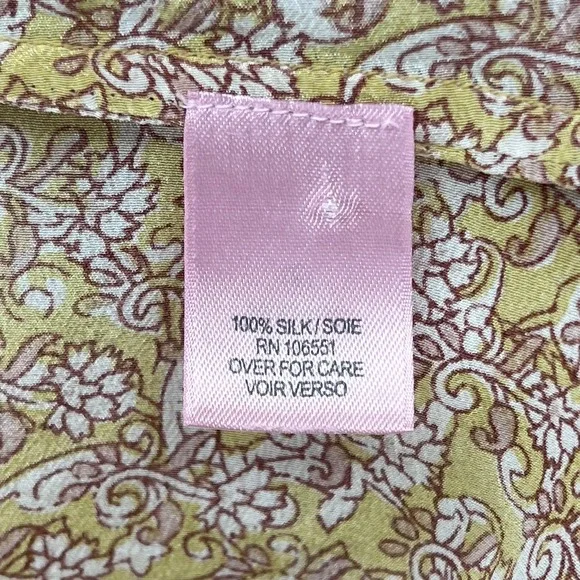 100% SILK / SOIE
RN 106551
OVER FOR CARE
VOIR VERSO